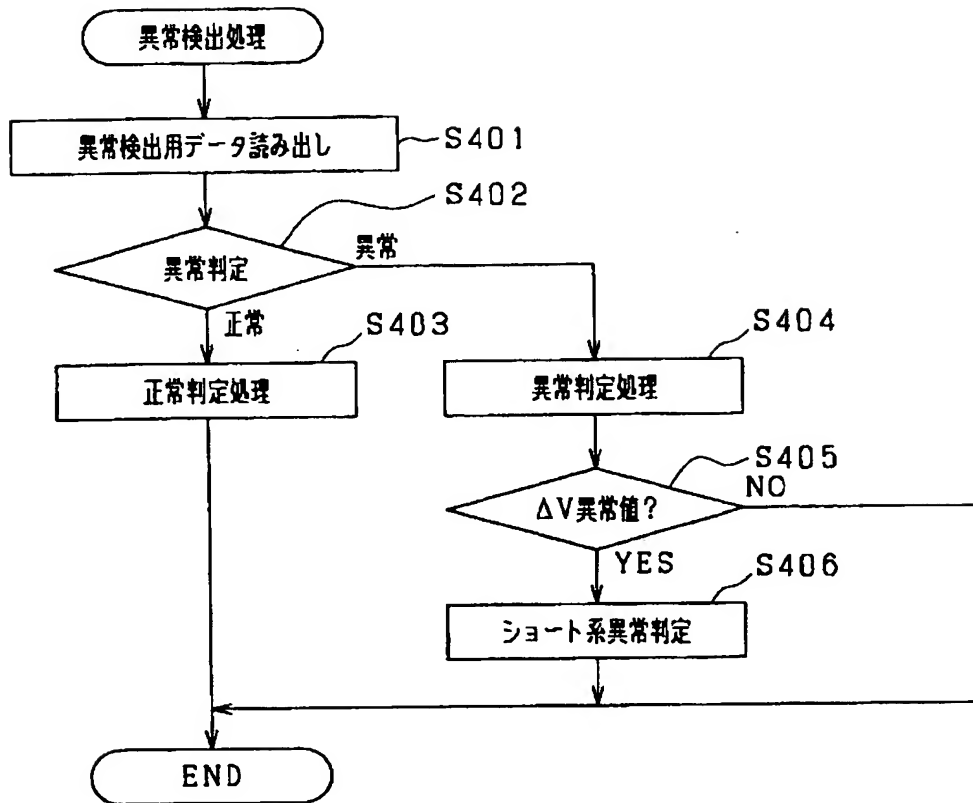 異常検出処理
異常検出用データ読み出し
S401
S402
異常判定
異常
正常
S403
正常判定処理
S404
異常判定処理
S405
ΔV異常値?
NO
YES
S406
ショート系異常判定
END